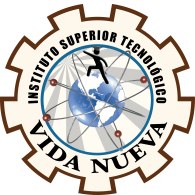 INSTITUTO SUPERIOR TECNOLÓGICO
VIDA NUEVA